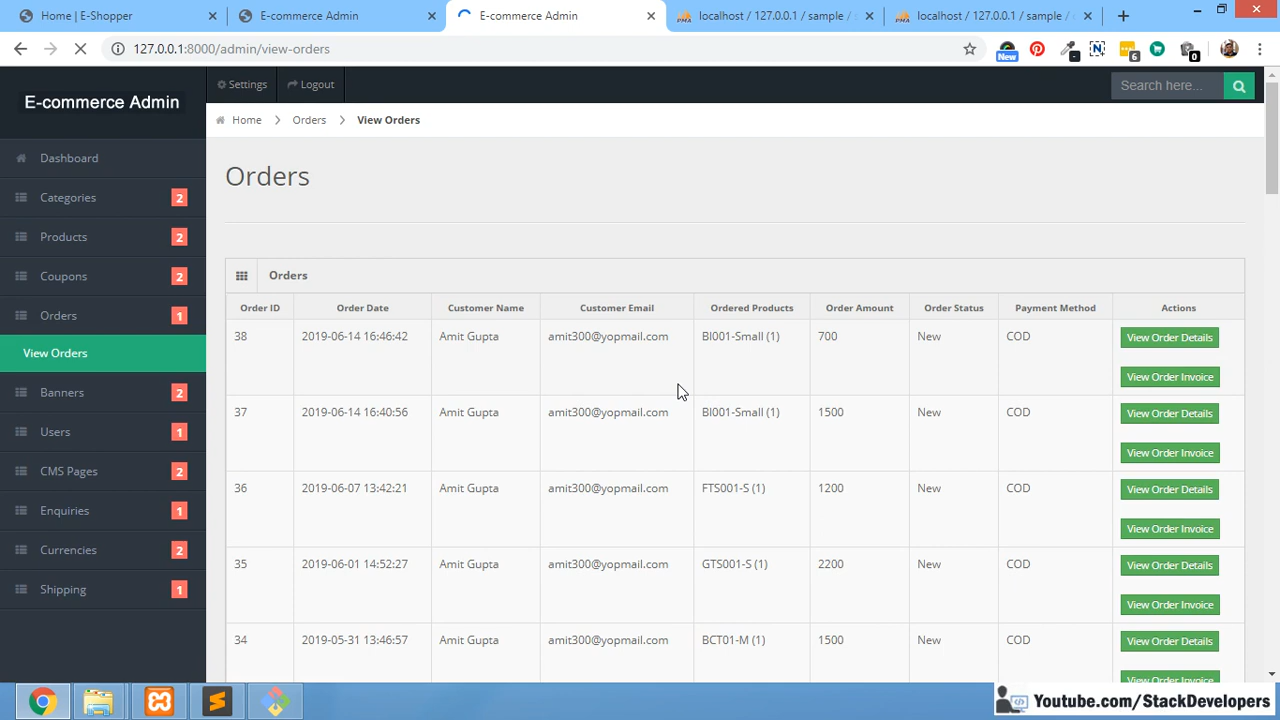 Home | E-Shopper
E-commerce Admin
E-commerce Admin
localhost / 127.0.0.1 / sample /
localhost / 127.0.0.1 / sample /
127.0.0.1:8000/admin/view-orders
New
6
0
E-commerce Admin
Settings
Logout
Search here...
Home
Orders
View Orders
Dashboard
Categories 2
Products 2
Coupons 2
Orders 1
View Orders
Banners 2
Users 1
CMS Pages 2
Enquiries 1
Currencies 2
Shipping 1
Orders
Orders
Order ID Order Date Customer Name Customer Email Ordered Products Order Amount Order Status Payment Method Actions
38 2019-06-14 16:46:42 Amit Gupta amit300@yopmail.com BI001-Small (1) 700 New COD View Order Details
View Order Invoice
37 2019-06-14 16:40:56 Amit Gupta amit300@yopmail.com BI001-Small (1) 1500 New COD View Order Details
View Order Invoice
36 2019-06-07 13:42:21 Amit Gupta amit300@yopmail.com FTS001-S (1) 1200 New COD View Order Details
View Order Invoice
35 2019-06-01 14:52:27 Amit Gupta amit300@yopmail.com GTS001-S (1) 2200 New COD View Order Details
View Order Invoice
34 2019-05-31 13:46:57 Amit Gupta amit300@yopmail.com BCT01-M (1) 1500 New COD View Order Details
View Order Invoice
Youtube.com/StackDevelopers